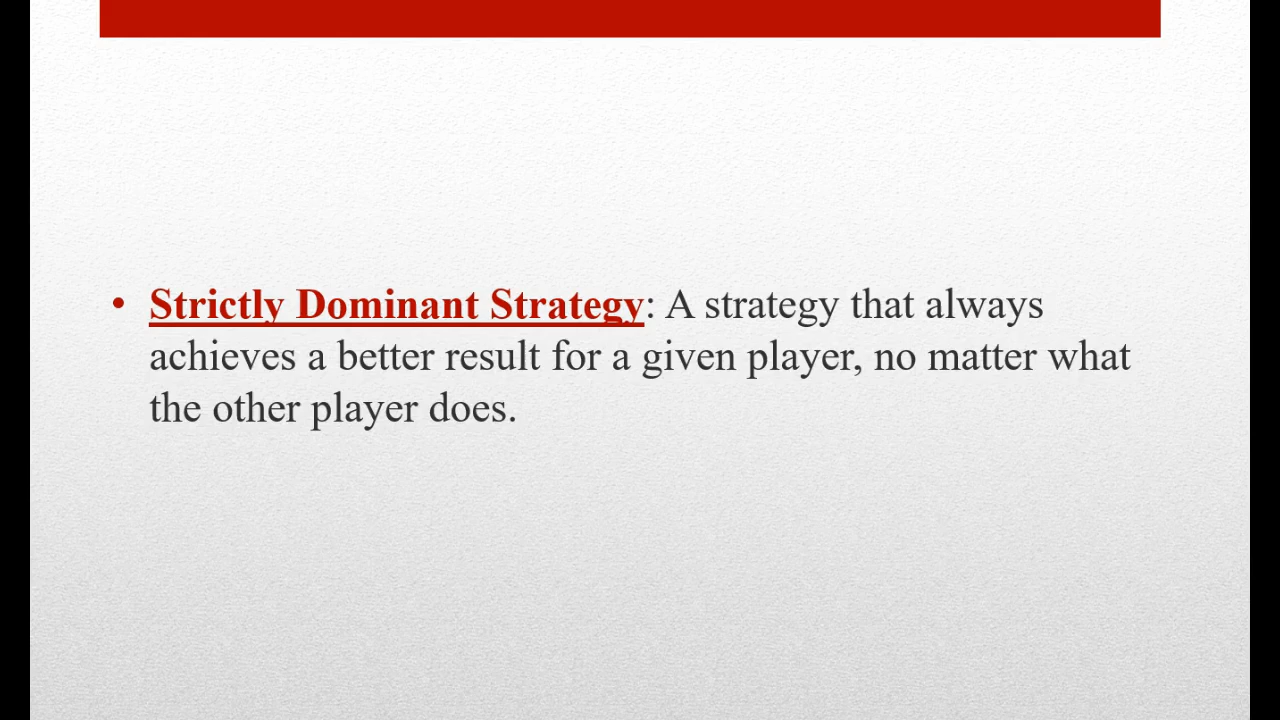 • Strictly Dominant Strategy: A strategy that always
achieves a better result for a given player, no matter what
the other player does.